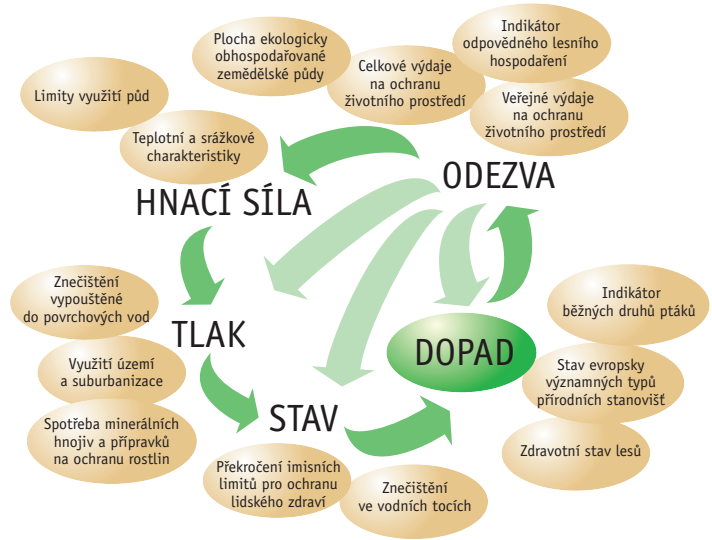 Indikátor
odpovědného lesního
hospodaření
Plocha ekologicky
obhospodařované
zemědělské půdy
Celkové výdaje
na ochranu
životního prostředí
Limity využití půd
Veřejné výdaje
na ochranu
životního prostředí
Teplotní a srážkové
charakteristiky
ODEZVA
HNACÍ SÍLA
Znečištění
vypouštěné
do povrchových vod
TLAK
Využití území
a suburbanizace
Spotřeba minerálních
hnojiv a přípravků
na ochranu rostlin
Indikátor
běžných druhů ptáků
DOPAD
Stav evropsky
významných typů
přírodních stanovišť
STAV
Zdravotní stav lesů
Překročení imisních
limitů pro ochranu
lidského zdraví
Znečištění
ve vodních tocích